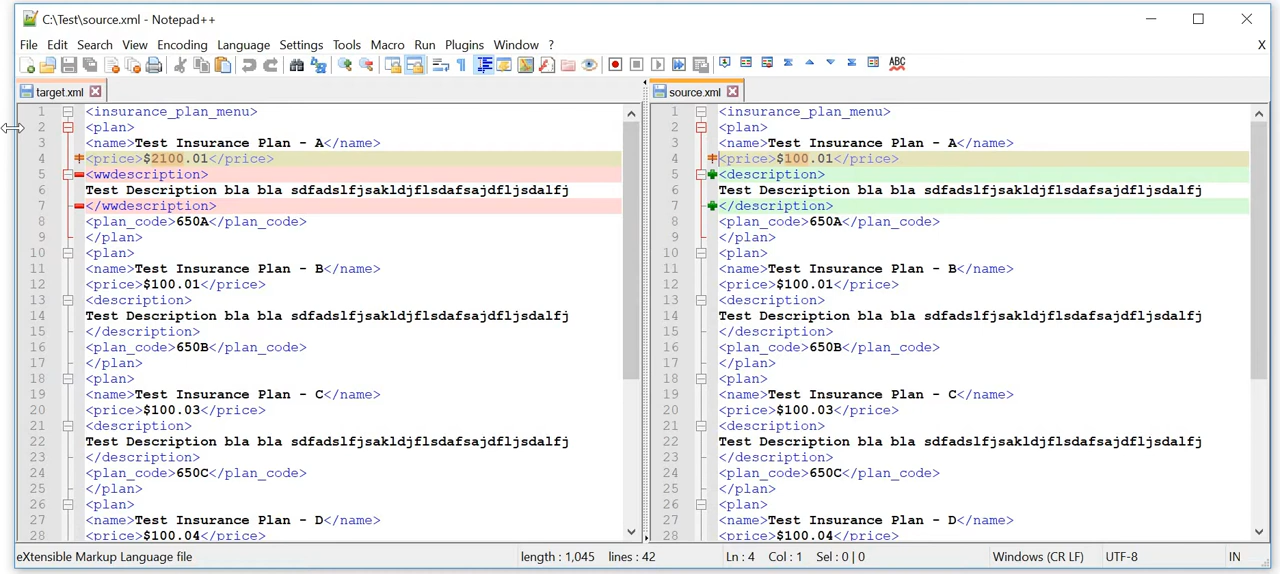 C:\Test\source.xml - Notepad++
File Edit Search View Encoding Language Settings Tools Macro Run Plugins Window ? X
ABC
target.xml
1 <insurance_plan_menu>
2 <plan>
3 <name>Test Insurance Plan - A</name>
4 <price>$2100.01</price>
5 <wwdescription>
6 Test Description bla bla sdfadslfjsakldjflsdafsajdfljsdalfj
7 </wwdescription>
8 <plan_code>650A</plan_code>
9 </plan>
10 <plan>
11 <name>Test Insurance Plan - B</name>
12 <price>$100.01</price>
13 <description>
14 Test Description bla bla sdfadslfjsakldjflsdafsajdfljsdalfj
15 </description>
16 <plan_code>650B</plan_code>
17 </plan>
18 <plan>
19 <name>Test Insurance Plan - C</name>
20 <price>$100.03</price>
21 <description>
22 Test Description bla bla sdfadslfjsakldjflsdafsajdfljsdalfj
23 </description>
24 <plan_code>650C</plan_code>
25 </plan>
26 <plan>
27 <name>Test Insurance Plan - D</name>
28 <price>$100.04</price>
source.xml
1 <insurance_plan_menu>
2 <plan>
3 <name>Test Insurance Plan - A</name>
4 <price>$100.01</price>
5 <description>
6 Test Description bla bla sdfadslfjsakldjflsdafsajdfljsdalfj
7 </description>
8 <plan_code>650A</plan_code>
9 </plan>
10 <plan>
11 <name>Test Insurance Plan - B</name>
12 <price>$100.01</price>
13 <description>
14 Test Description bla bla sdfadslfjsakldjflsdafsajdfljsdalfj
15 </description>
16 <plan_code>650B</plan_code>
17 </plan>
18 <plan>
19 <name>Test Insurance Plan - C</name>
20 <price>$100.03</price>
21 <description>
22 Test Description bla bla sdfadslfjsakldjflsdafsajdfljsdalfj
23 </description>
24 <plan_code>650C</plan_code>
25 </plan>
26 <plan>
27 <name>Test Insurance Plan - D</name>
28 <price>$100.04</price>
eXtensible Markup Language file length : 1,045 lines : 42 Ln : 4 Col : 1 Sel : 0 | 0 Windows (CR LF) UTF-8 IN